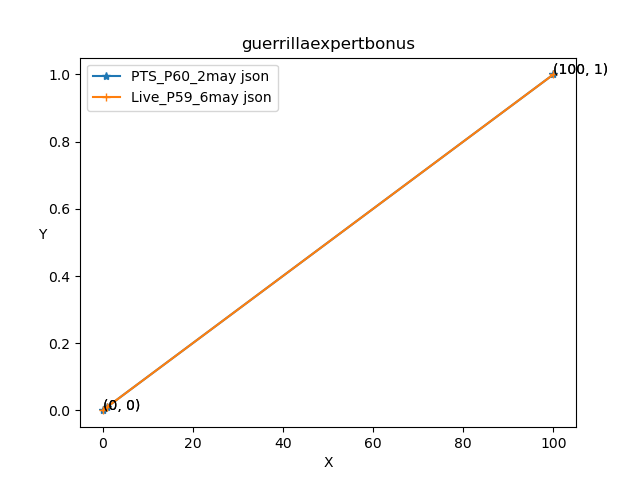 guerrillaexpertbonus
PTS_P60_2may json
Live_P59_6may json
(100, 1)
(0, 0)
1.0
0.8
0.6
0.4
0.2
0.0
Y
0
20
40
60
80
100
X